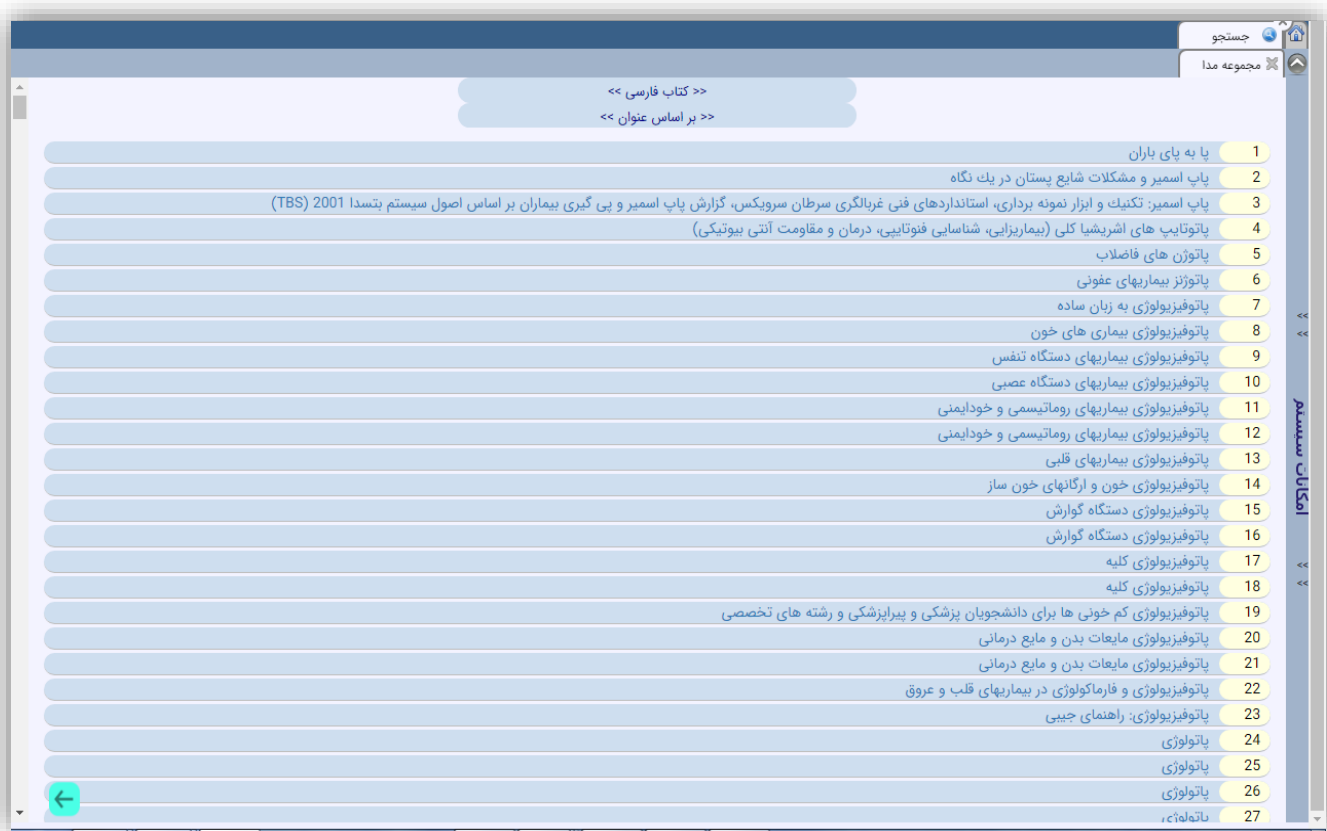 جستجو
مجموعه مدا
<< کتاب فارسی >>
<< بر اساس عنوان >>
1 پا به پای باران
2 پاپ اسمیر و مشکلات شایع پستان در یك نگاه
3 پاپ اسمیر: تکنیك و ابزار نمونه برداری، استانداردهای فنی غربالگری سرطان سرویکس، گزارش پاپ اسمیر و پی گیری بیماران بر اساس اصول سیستم بتسدا 2001 (TBS)
4 پاتوتایپ های اشریشیا کلی (بیماریزایی، شناسایی فنوتایپی، درمان و مقاومت آنتی بیوتیکی)
5 پاتوژن های فاضلاب
6 پاتوژنز بیماریهای عفونی
7 پاتوفیزیولوژی به زبان ساده
8 پاتوفیزیولوژی بیماری های خون
9 پاتوفیزیولوژی بیماریهای دستگاه تنفس
10 پاتوفیزیولوژی بیماریهای دستگاه عصبی
11 پاتوفیزیولوژی بیماریهای روماتیسمی و خودایمنی
12 پاتوفیزیولوژی بیماریهای روماتیسمی و خودایمنی
13 پاتوفیزیولوژی بیماریهای قلبی
14 پاتوفیزیولوژی خون و ارگانهای خون ساز
15 پاتوفیزیولوژی دستگاه گوارش
16 پاتوفیزیولوژی دستگاه گوارش
17 پاتوفیزیولوژی کلیه
18 پاتوفیزیولوژی کلیه
19 پاتوفیزیولوژی کم خونی ها برای دانشجویان پزشکی و پیراپزشکی و رشته های تخصصی
20 پاتوفیزیولوژی مایعات بدن و مایع درمانی
21 پاتوفیزیولوژی مایعات بدن و مایع درمانی
22 پاتوفیزیولوژی و فارماکولوژی در بیماریهای قلب و عروق
23 پاتوفیزیولوژی: راهنمای جیبی
24 پاتولوژی
25 پاتولوژی
26 پاتولوژی
27 پاتولوژی
>>
>>
امکانات سیستم
>>
>>